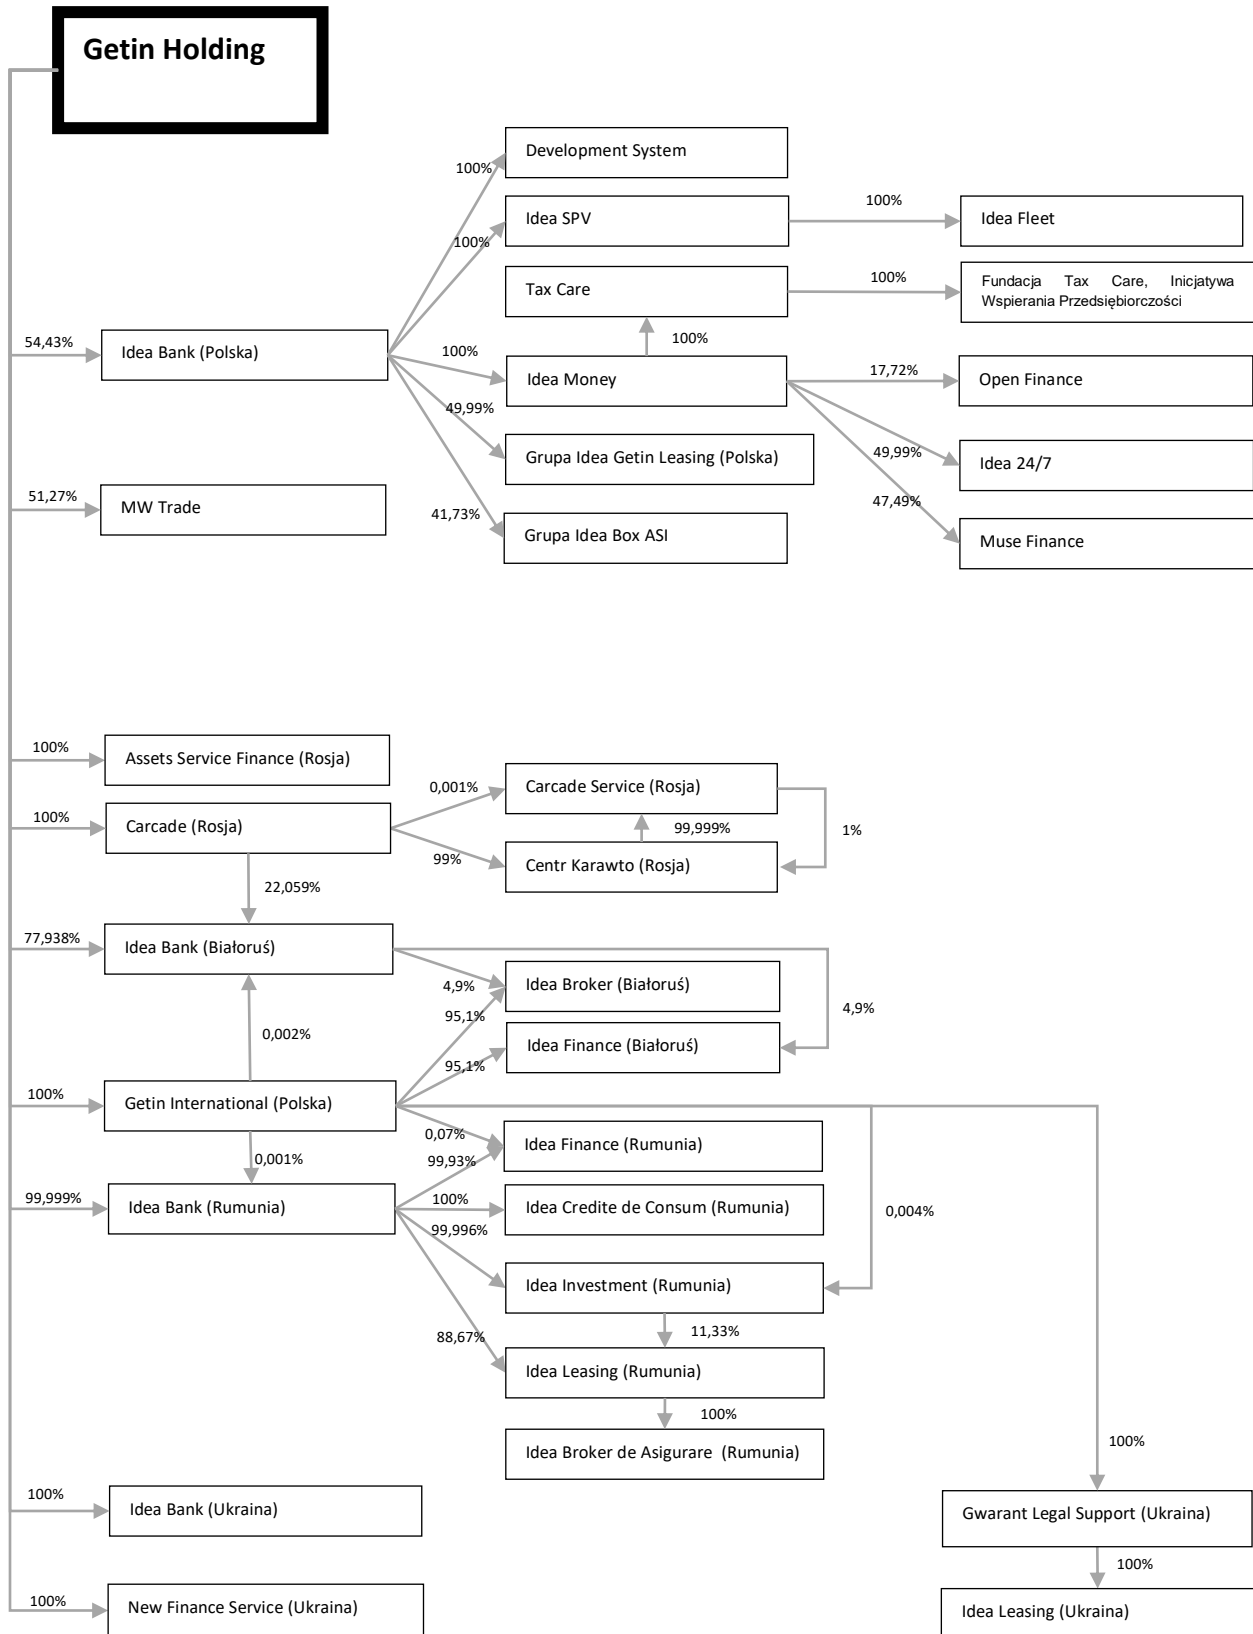 Getin Holding
Development System
100%
Idea SPV
100%
100%
Idea Fleet
Tax Care
100%
Fundacja Tax Care, Inicjatywa
Wspierania Przedsiębiorczości
100%
54,43%
Idea Bank (Polska)
100%
Idea Money
17,72%
Open Finance
49,99%
Grupa Idea Getin Leasing (Polska)
49,99%
Idea 24/7
51,27%
MW Trade
41,73%
Grupa Idea Box ASI
47,49%
Muse Finance
100%
Assets Service Finance (Rosja)
0,001%
Carcade Service (Rosja)
100%
Carcade (Rosja)
99,999%
1%
99%
Centr Karawto (Rosja)
22,059%
77,938%
Idea Bank (Białoruś)
4,9%
Idea Broker (Białoruś)
95,1%
4,9%
0,002%
Idea Finance (Białoruś)
95,1%
100%
Getin International (Polska)
0,07%
Idea Finance (Rumunia)
0,001%
99,93%
99,999%
Idea Bank (Rumunia)
100%
Idea Credite de Consum (Rumunia)
0,004%
99,996%
Idea Investment (Rumunia)
11,33%
88,67%
Idea Leasing (Rumunia)
100%
Idea Broker de Asigurare (Rumunia)
100%
100%
Idea Bank (Ukraina)
Gwarant Legal Support (Ukraina)
100%
100%
New Finance Service (Ukraina)
Idea Leasing (Ukraina)